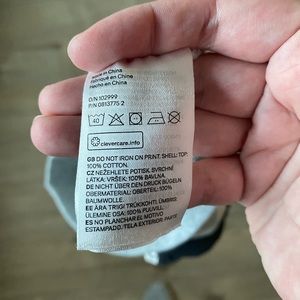 Made in China
Fabriqué en Chine
Hecho en China
O/N 102999
P/N 0813775 2
40
clevercare.info
GB DO NOT IRON ON PRINT. SHELL: TOP:
100% COTTON.
CZ NEŽEHLETE POTISK. SVRCHNÍ
LÁTKA: VRŠEK: 100% BAVLNA.
DE NICHT ÜBER DEN DRUCK BÜGELN
OBERMATERIAL: OBERTEIL: 100%
BAUMWOLLE.
EE ÄRA TRIIGI TRÜKKI. ÜMBRIS:
ÜLEMINE OSA: 100% PUUVILL.
ES NO PLANCHAR EL MOTIVO
ESTAMPADO. TELA EXTERIOR: PARTE